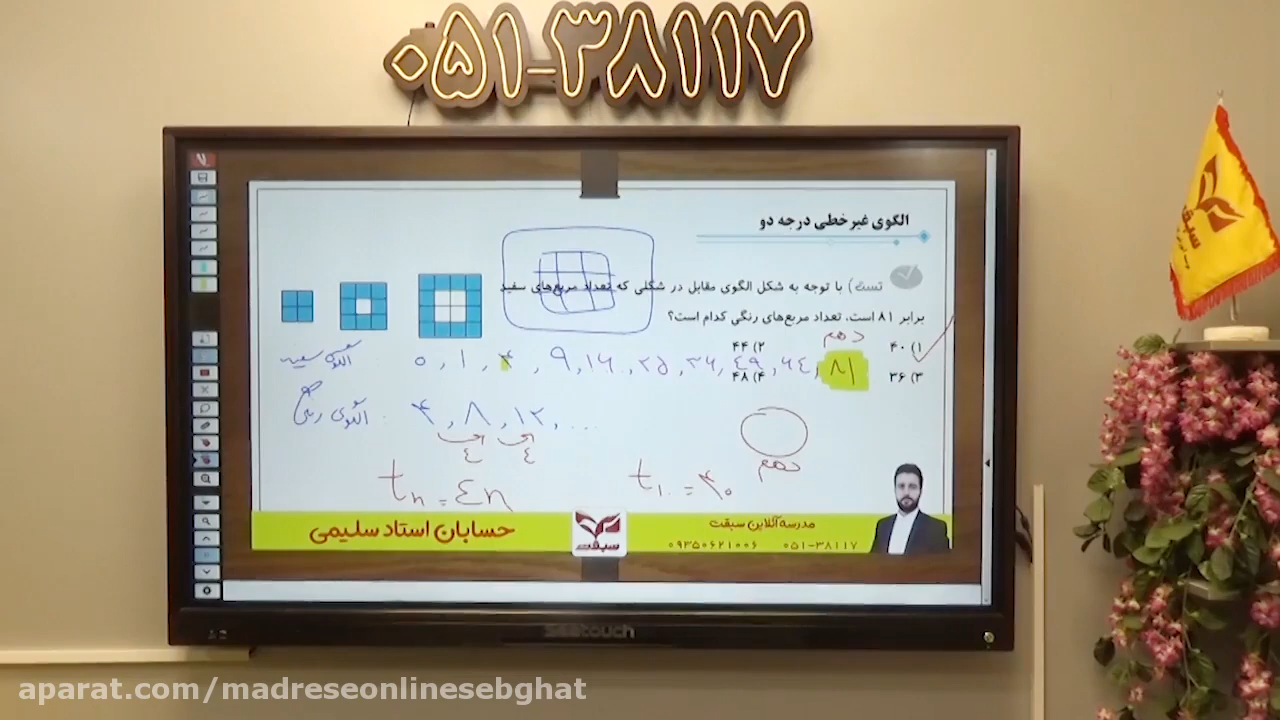 ۰۵۱-۳۸۱۱۷
الگوی غیرخطی درجه دو
تست) با توجه به شکل الگوی مقابل در شکلی که تعداد مربع‌های سفید
برابر ۸۱ است، تعداد مربع‌های رنگی کدام است؟
دهم
۱) ۴۰
۲) ۴۴
۳) ۳۶
۴) ۴۸
الگوی سفید
۰ , ۱ , ۴ , ۹ , ۱۶ , ۲۵ , ۳۶ , ۴۹ , ۶۴ , ۸۱
الگوی رنگی
۴ , ۸ , ۱۲ , ...
۴ ۴
دهم
tn = ۴n
t۱۰ = ۴۰
حسابان استاد سلیمی
سبقت
مدرسه آنلاین سبقت
۰۹۳۵۰۶۲۱۰۰۶ ۰۵۱-۳۸۱۱۷
سبقت
aparat.com/madreseonlinesebghat